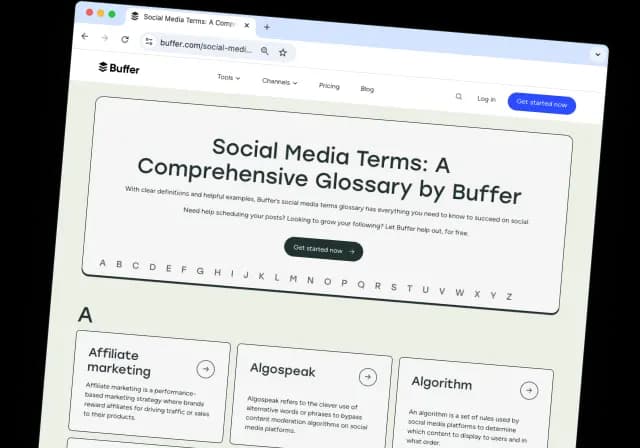 Social Media Terms: A Comp
buffer.com/social-medi...
Buffer
Tools
Channels
Pricing
Blog
Log in
Get started now
Social Media Terms: A
Comprehensive Glossary by Buffer
With clear definitions and helpful examples, Buffer's social media terms glossary has everything you need to know to succeed on social
Need help scheduling your posts? Looking to grow your following? Let Buffer help out, for free.
Get started now →
A B C D E F G H I J K L M N O P Q R S T U V W X Y Z
A
Affiliate
marketing
Affiliate marketing is a performance-
based marketing strategy where brands
reward affiliates for driving traffic or sales
to their products.
Algospeak
Algospeak refers to the clever use of
alternative words or phrases to bypass
content moderation algorithms on social
media platforms.
Algorithm
An algorithm is a set of rules used by
social media platforms to determine
which content to display to users and in
what order.